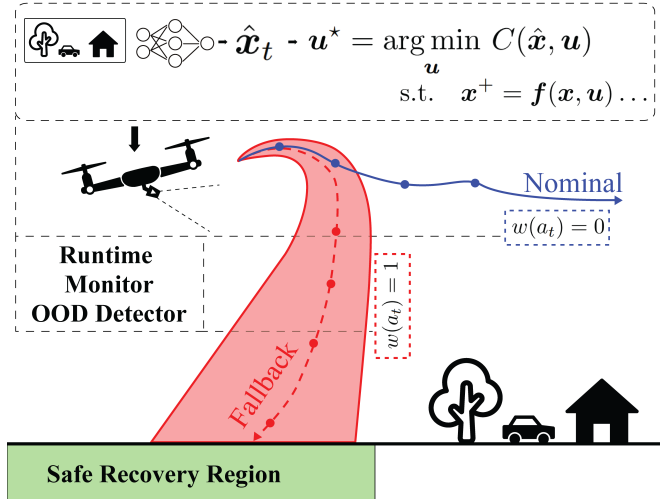 x̂_t - u* = arg min C(x̂, u)
u
s.t. x⁺ = f(x, u) …
Nominal
w(a_t) = 0
Runtime
Monitor
OOD Detector
w(a_t) = 1
Fallback
Safe Recovery Region